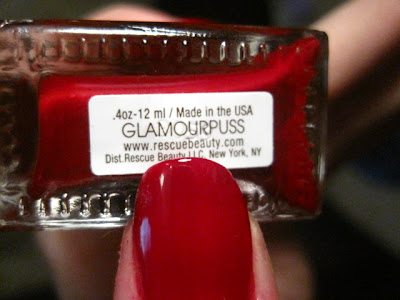 .4oz-12 ml / Made in the USA
GLAMOURPUSS
www.rescuebeauty.com
Dist.Rescue Beauty LLC, New York, NY